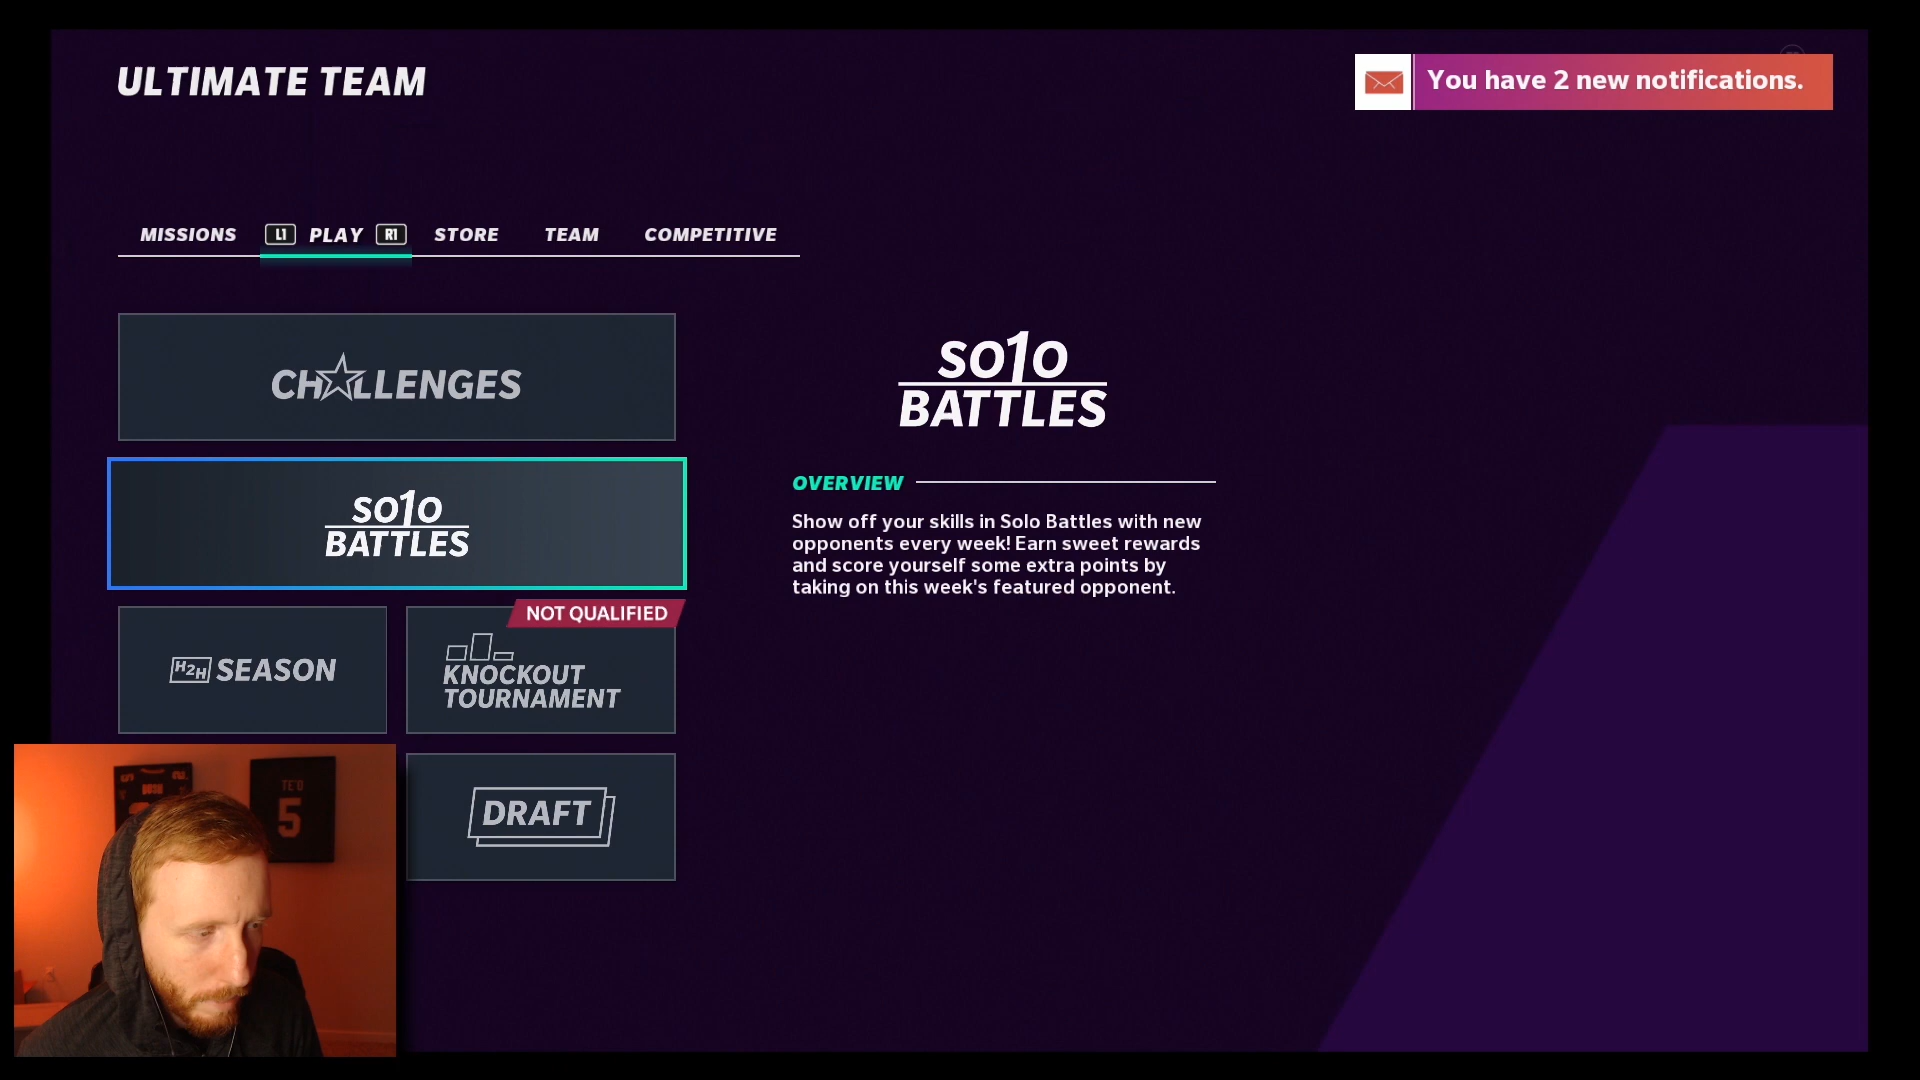 ULTIMATE TEAM
You have 2 new notifications.
MISSIONS L1 PLAY R1 STORE TEAM COMPETITIVE
CHALLENGES
SOLO
BATTLES
NOT QUALIFIED
H2H SEASON
KNOCKOUT
TOURNAMENT
DRAFT
SOLO
BATTLES
OVERVIEW
Show off your skills in Solo Battles with new
opponents every week! Earn sweet rewards
and score yourself some extra points by
taking on this week's featured opponent.
TE'O
5